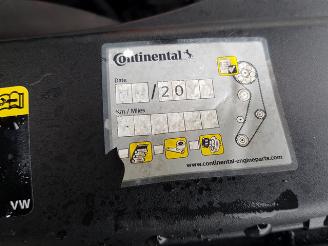 Continental
Date
/20
Km / Miles
www.continental-engineparts.com
VW